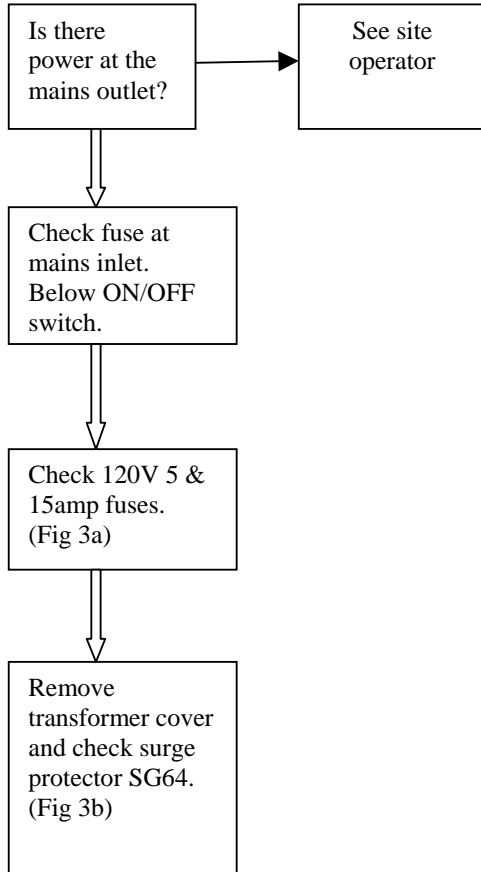 Is there
power at the
mains outlet?
See site
operator
Check fuse at
mains inlet.
Below ON/OFF
switch.
Check 120V 5 &
15amp fuses.
(Fig 3a)
Remove
transformer cover
and check surge
protector SG64.
(Fig 3b)